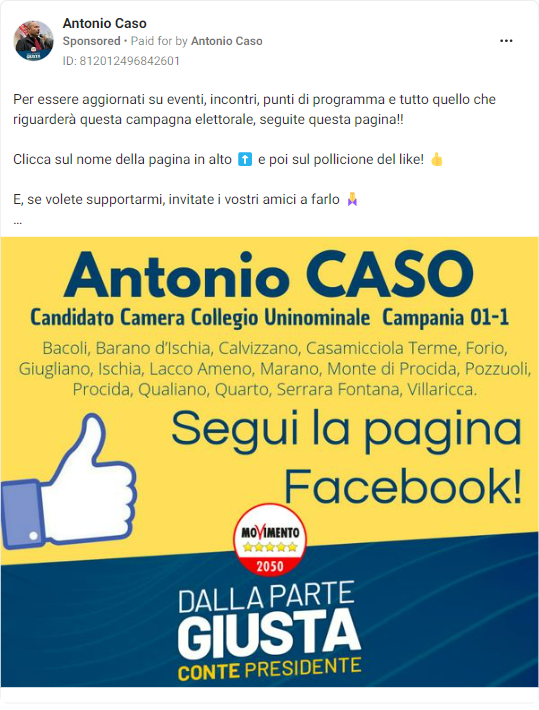 Antonio Caso
Sponsored • Paid for by Antonio Caso
ID: 812012496842601
Per essere aggiornati su eventi, incontri, punti di programma e tutto quello che
riguarderà questa campagna elettorale, seguite questa pagina!!
Clicca sul nome della pagina in alto ⬆️ e poi sul pollicione del like! 👍
E, se volete supportarmi, invitate i vostri amici a farlo 🙏
...
Antonio CASO
Candidato Camera Collegio Uninominale Campania 01-1
Bacoli, Barano d'Ischia, Calvizzano, Casamicciola Terme, Forio,
Giugliano, Ischia, Lacco Ameno, Marano, Monte di Procida, Pozzuoli,
Procida, Qualiano, Quarto, Serrara Fontana, Villaricca.
Segui la pagina
Facebook!
MOVIMENTO
2050
DALLA PARTE
GIUSTA
CONTE PRESIDENTE